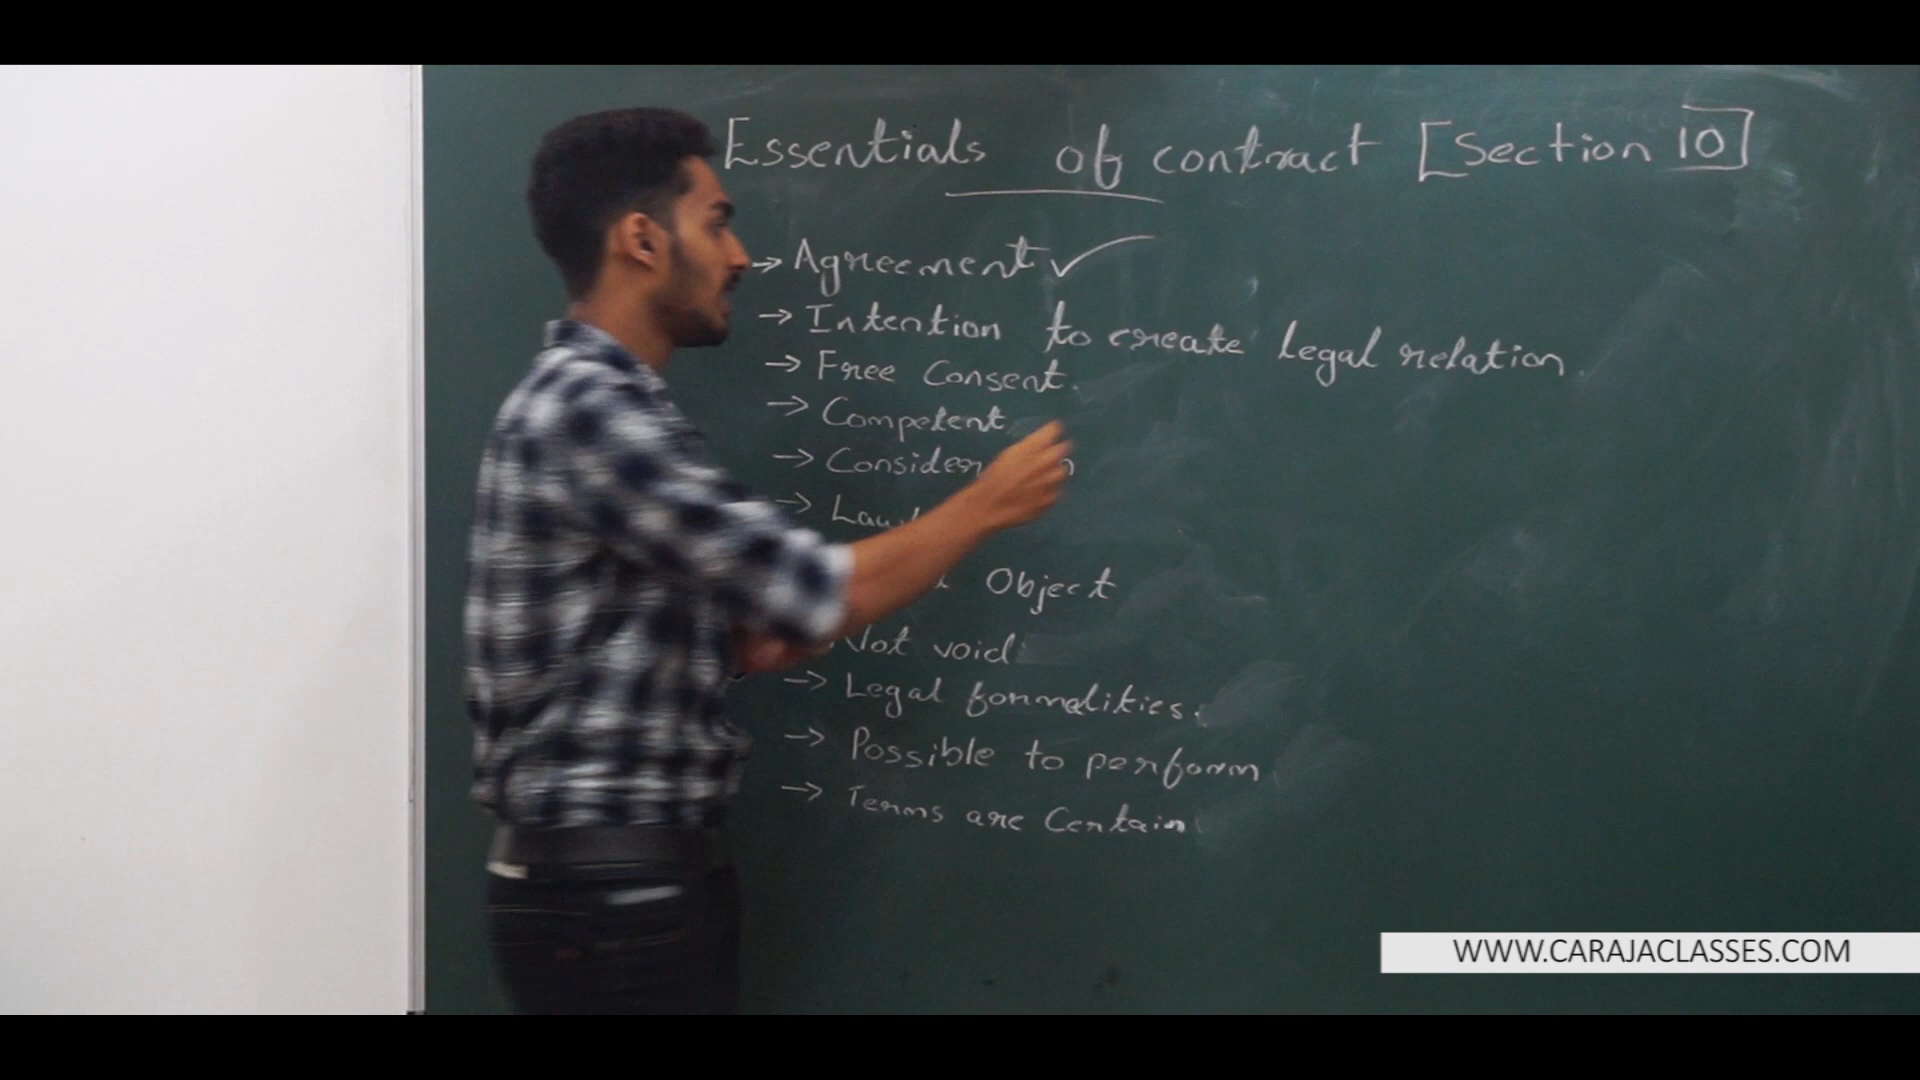 Essentials of contract [Section 10]
→ Agreement ✓
→ Intention to create legal relation.
→ Free Consent.
→ Competent
→
→
Object
Not void
→ Legal formalities.
→ Possible to perform
→ Terms are Certain
WWW.CARAJACLASSES.COM